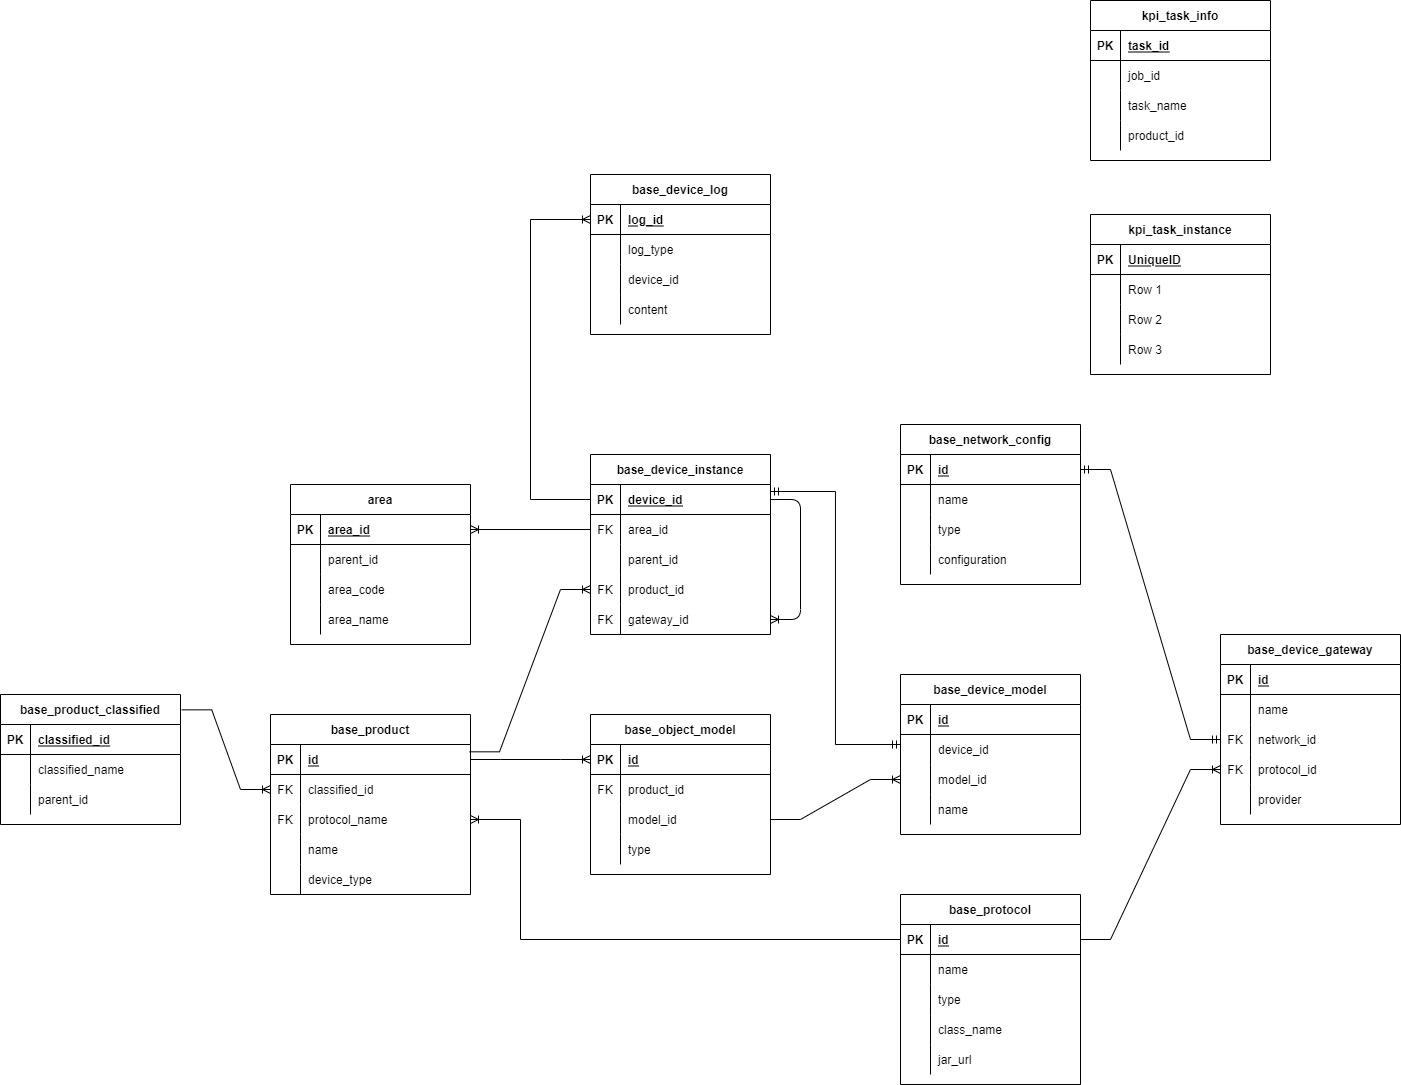 kpi_task_info
PK task_id
job_id
task_name
product_id
base_device_log
PK log_id
log_type
device_id
content
kpi_task_instance
PK UniqueID
Row 1
Row 2
Row 3
base_network_config
PK id
name
type
configuration
base_device_instance
PK device_id
FK area_id
parent_id
FK product_id
FK gateway_id
area
PK area_id
parent_id
area_code
area_name
base_device_gateway
PK id
name
FK network_id
FK protocol_id
provider
base_device_model
PK id
device_id
model_id
name
base_product_classified
PK classified_id
classified_name
parent_id
base_product
PK id
FK classified_id
FK protocol_name
name
device_type
base_object_model
PK id
FK product_id
model_id
type
base_protocol
PK id
name
type
class_name
jar_url